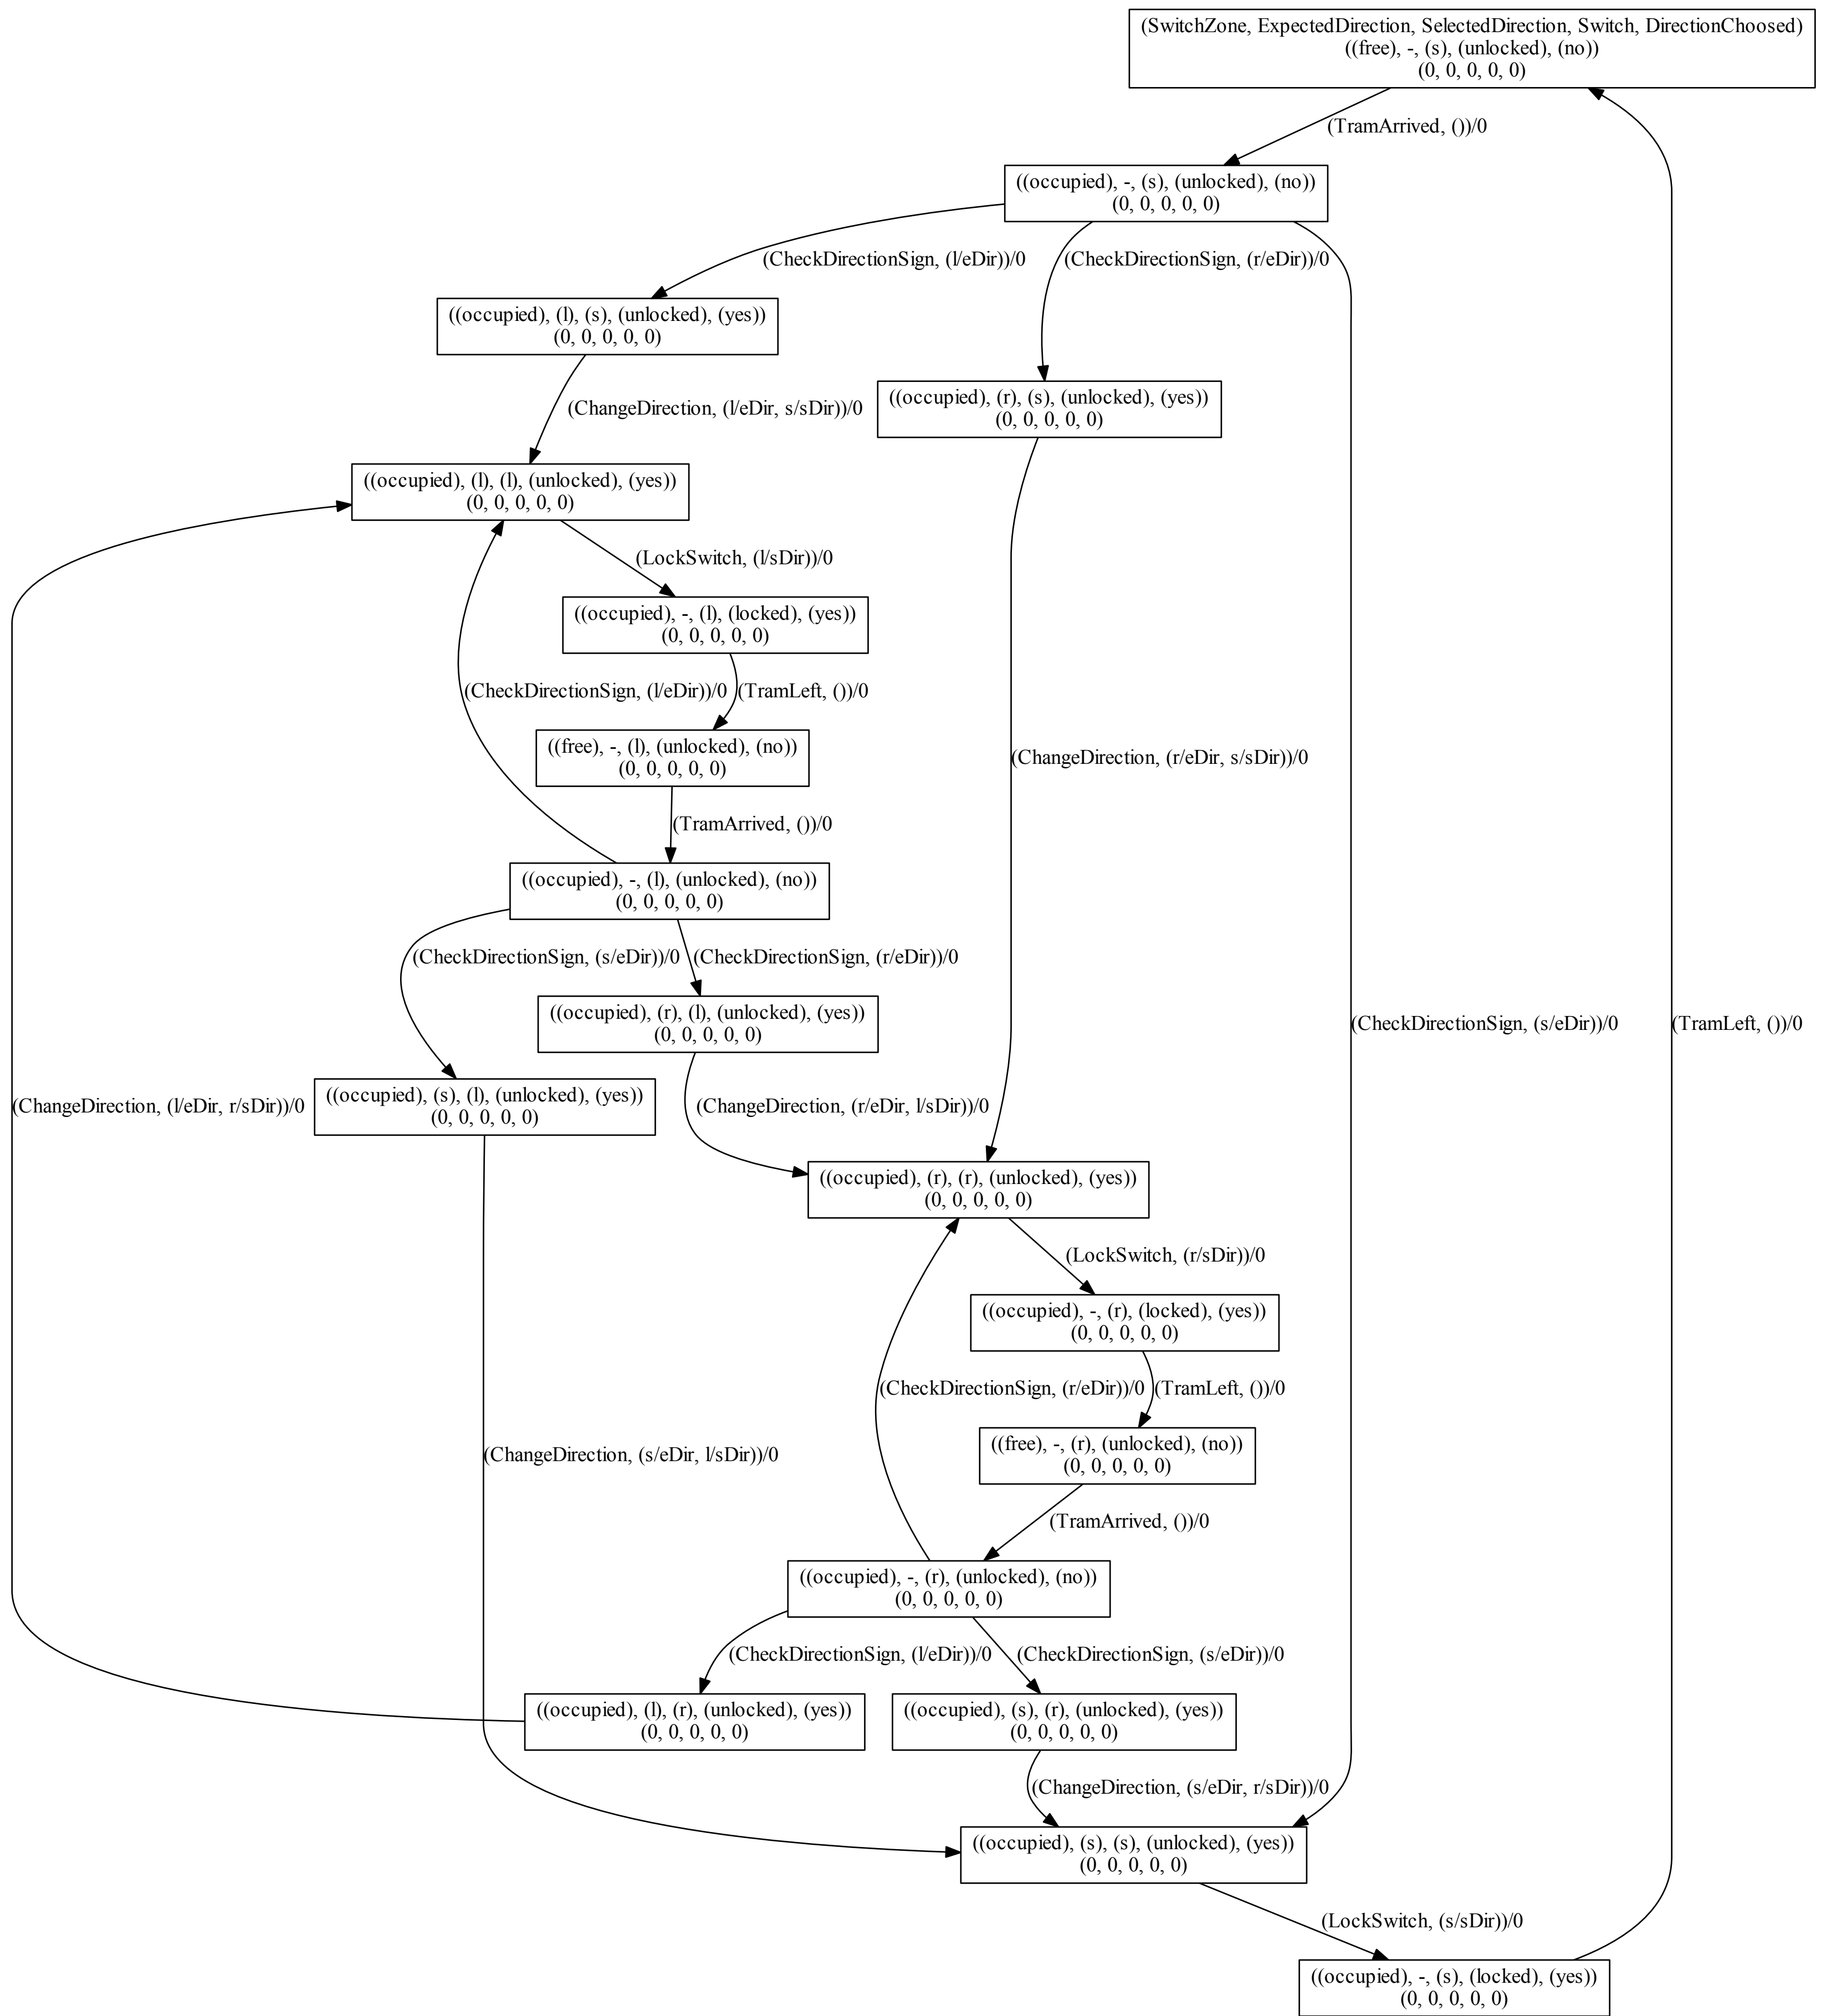 (SwitchZone, ExpectedDirection, SelectedDirection, Switch, DirectionChoosed)
((free), -, (s), (unlocked), (no))
(0, 0, 0, 0, 0)
(TramArrived, ())/0
((occupied), -, (s), (unlocked), (no))
(0, 0, 0, 0, 0)
(CheckDirectionSign, (l/eDir))/0
(CheckDirectionSign, (r/eDir))/0
((occupied), (l), (s), (unlocked), (yes))
(0, 0, 0, 0, 0)
((occupied), (r), (s), (unlocked), (yes))
(0, 0, 0, 0, 0)
(ChangeDirection, (l/eDir, s/sDir))/0
((occupied), (l), (l), (unlocked), (yes))
(0, 0, 0, 0, 0)
(LockSwitch, (l/sDir))/0
((occupied), -, (l), (locked), (yes))
(0, 0, 0, 0, 0)
(CheckDirectionSign, (l/eDir))/0
(TramLeft, ())/0
((free), -, (l), (unlocked), (no))
(0, 0, 0, 0, 0)
(ChangeDirection, (r/eDir, s/sDir))/0
(TramArrived, ())/0
((occupied), -, (l), (unlocked), (no))
(0, 0, 0, 0, 0)
(CheckDirectionSign, (s/eDir))/0
(CheckDirectionSign, (r/eDir))/0
((occupied), (r), (l), (unlocked), (yes))
(0, 0, 0, 0, 0)
(CheckDirectionSign, (s/eDir))/0
(TramLeft, ())/0
(ChangeDirection, (l/eDir, r/sDir))/0
((occupied), (s), (l), (unlocked), (yes))
(0, 0, 0, 0, 0)
(ChangeDirection, (r/eDir, l/sDir))/0
((occupied), (r), (r), (unlocked), (yes))
(0, 0, 0, 0, 0)
(LockSwitch, (r/sDir))/0
((occupied), -, (r), (locked), (yes))
(0, 0, 0, 0, 0)
(CheckDirectionSign, (r/eDir))/0
(TramLeft, ())/0
((free), -, (r), (unlocked), (no))
(0, 0, 0, 0, 0)
(ChangeDirection, (s/eDir, l/sDir))/0
(TramArrived, ())/0
((occupied), -, (r), (unlocked), (no))
(0, 0, 0, 0, 0)
(CheckDirectionSign, (l/eDir))/0
(CheckDirectionSign, (s/eDir))/0
((occupied), (l), (r), (unlocked), (yes))
(0, 0, 0, 0, 0)
((occupied), (s), (r), (unlocked), (yes))
(0, 0, 0, 0, 0)
(ChangeDirection, (s/eDir, r/sDir))/0
((occupied), (s), (s), (unlocked), (yes))
(0, 0, 0, 0, 0)
(LockSwitch, (s/sDir))/0
((occupied), -, (s), (locked), (yes))
(0, 0, 0, 0, 0)